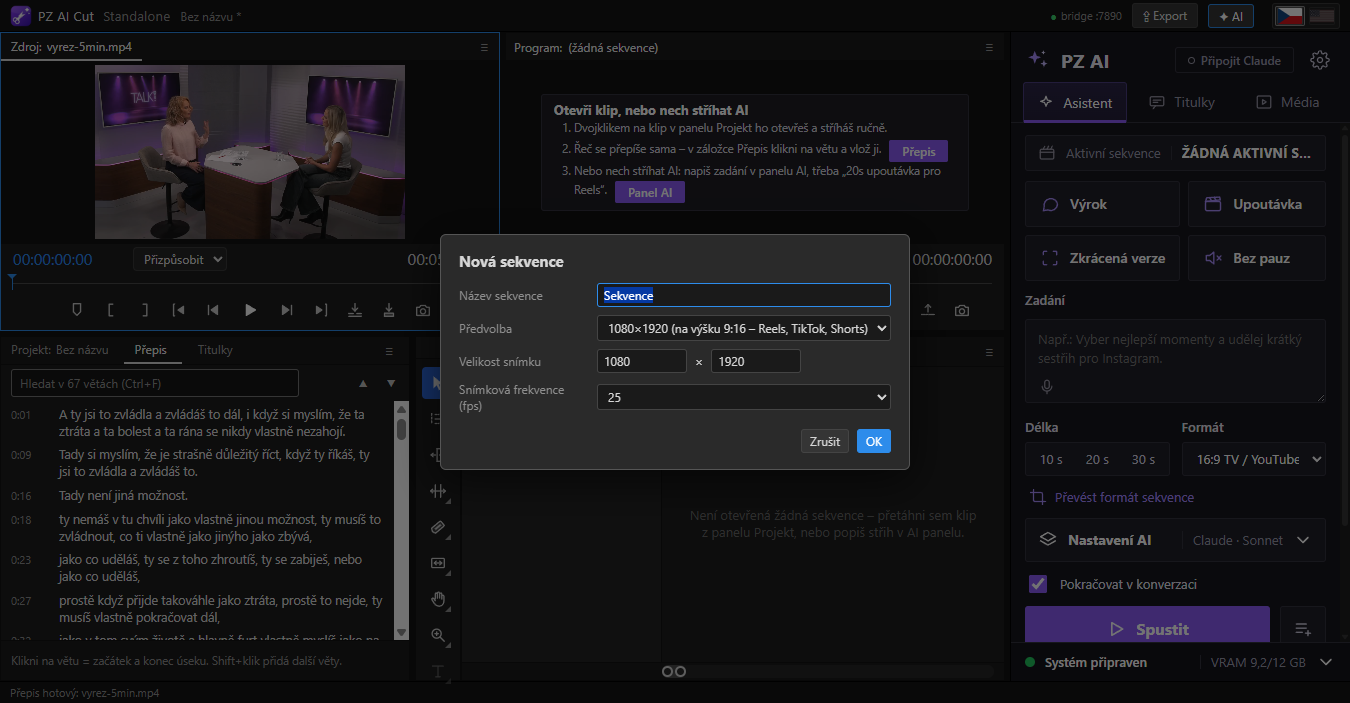 PZ AI Cut Standalone Bez názvu *
bridge :7890 Export AI
Zdroj: vyrez-5min.mp4
TALK!
00:00:00:00 Přizpůsobit 00:05
Program: (žádná sekvence)
Otevři klip, nebo nech stříhat AI
1. Dvojklikem na klip v panelu Projekt ho otevřeš a stříháš ručně.
2. Řeč se přepíše sama – v záložce Přepis klikni na větu a vlož ji. Přepis
3. Nebo nech stříhat AI: napiš zadání v panelu AI, třeba „20s upoutávka pro
Reels“. Panel AI
00:00:00:00
Nová sekvence
Název sekvence Sekvence
Předvolba 1080×1920 (na výšku 9:16 – Reels, TikTok, Shorts)
Velikost snímku 1080 × 1920
Snímková frekvence
(fps) 25
Zrušit OK
Projekt: Bez názvu Přepis Titulky
Hledat v 67 větách (Ctrl+F)
0:01 A ty jsi to zvládla a zvládáš to dál, i když si myslím, že ta
ztráta a ta bolest a ta rána se nikdy vlastně nezahojí.
0:09 Tady si myslím, že je strašně důležitý říct, když ty říkáš, ty
jsi to zvládla a zvládáš to.
0:16 Tady není jiná možnost.
0:18 ty nemáš v tu chvíli jako vlastně jinou možnost, ty musíš to
zvládnout, co ti vlastně jako jinýho jako zbývá,
0:23 jako co uděláš, ty se z toho zhroutíš, ty se zabiješ, nebo
jako co uděláš,
0:27 prostě když přijde takováhle jako ztráta, prostě to nejde, ty
musíš vlastně pokračovat dál,
Klikni na větu = začátek a konec úseku. Shift+klik přidá další věty.
Přepis hotový: vyrez-5min.mp4
Není otevřená žádná sekvence – přetáhni sem klip
z panelu Projekt, nebo popiš střih v AI panelu.
PZ AI Připojit Claude
Asistent Titulky Média
Aktivní sekvence ŽÁDNÁ AKTIVNÍ S...
Výrok Upoutávka
Zkrácená verze Bez pauz
Zadání
Např.: Vyber nejlepší momenty a udělej krátký
sestřih pro Instagram.
Délka Formát
10 s 20 s 30 s 16:9 TV / YouTube
Převést formát sekvence
Nastavení AI Claude · Sonnet
Pokračovat v konverzaci
Spustit
Systém připraven VRAM 9,2/12 GB